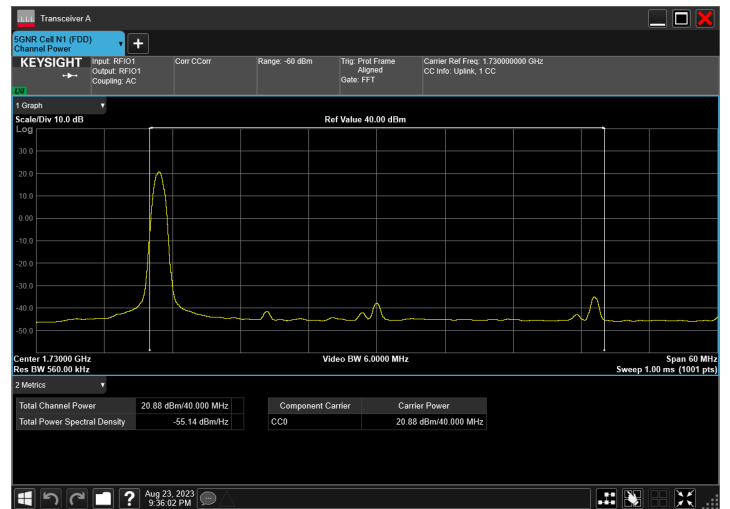 Transceiver A
5GNR Cell N1 (FDD)
Channel Power
+
KEYSIGHT
LXI
Input: RFIO1
Output: RFIO1
Coupling: AC
Corr CCorr
Range: -60 dBm
Trig: Prot Frame
Aligned
Gate: FFT
Carrier Ref Freq: 1.730000000 GHz
CC Info: Uplink, 1 CC
1 Graph
Scale/Div 10.0 dB
Ref Value 40.00 dBm
Log
30.0
20.0
10.0
0.00
-10.0
-20.0
-30.0
-40.0
-50.0
Center 1.73000 GHz
Video BW 6.0000 MHz
Span 60 MHz
Res BW 560.00 kHz
Sweep 1.00 ms (1001 pts)
2 Metrics
Total Channel Power 20.88 dBm/40.000 MHz
Total Power Spectral Density -55.14 dBm/Hz
Component Carrier Carrier Power
CC0 20.88 dBm/40.000 MHz
?
Aug 23, 2023
9:36:02 PM